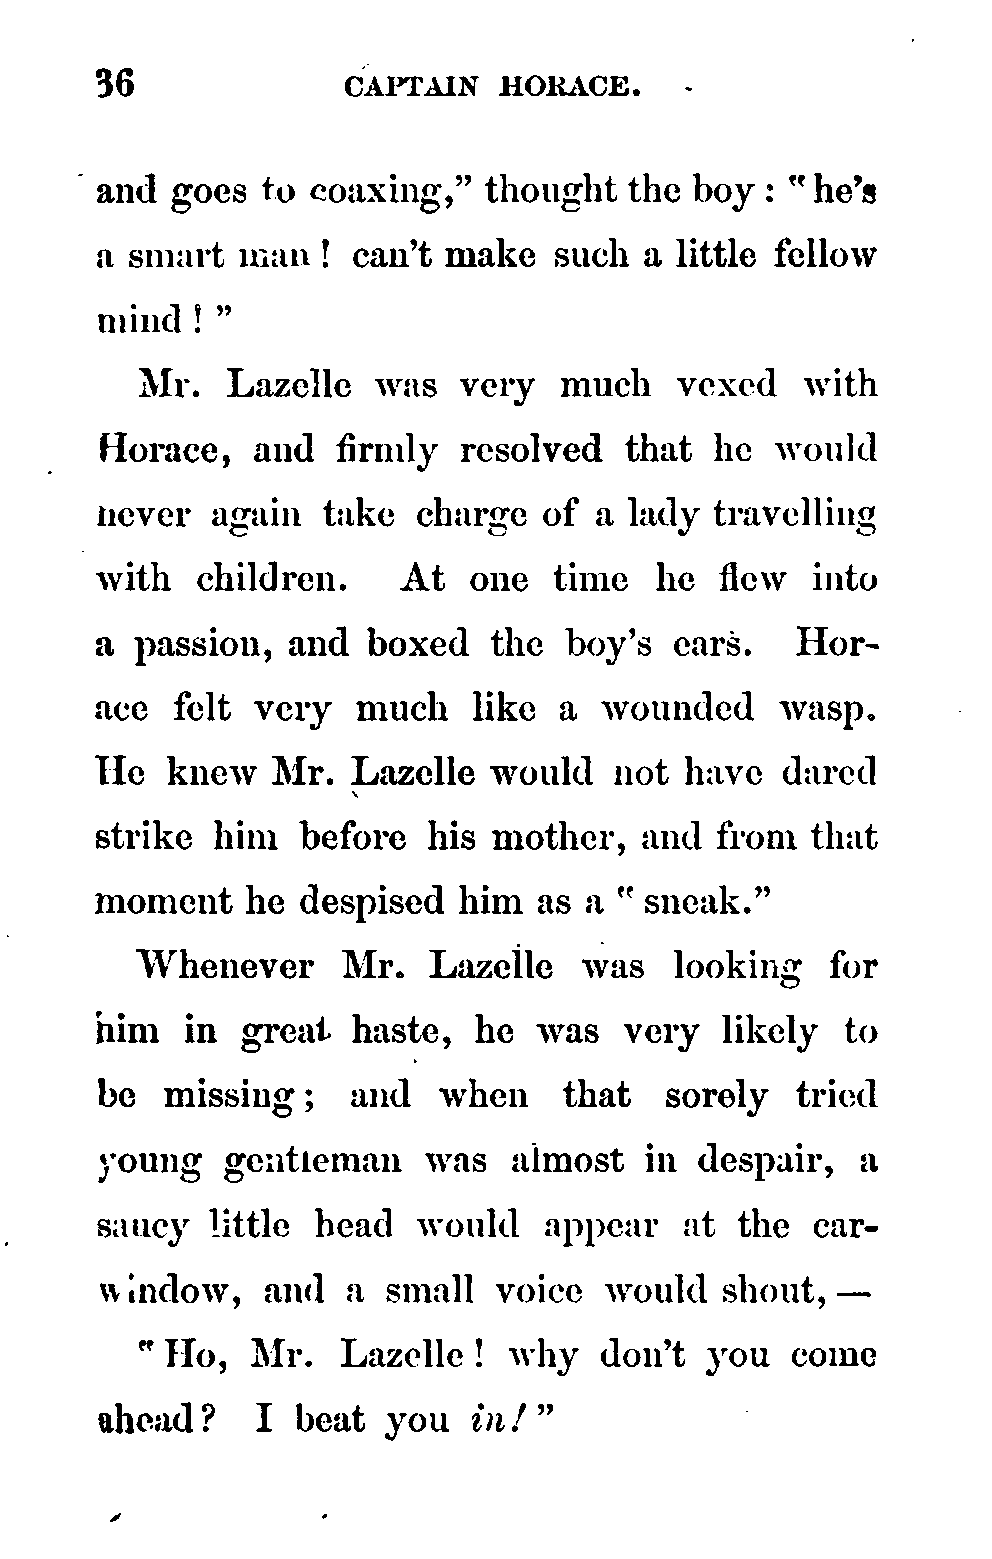 36 CAPTAIN HORACE.
and goes to coaxing,” thought the boy: “he’s
a smart man! can’t make such a little fellow
mind!”
Mr. Lazelle was very much vexed with
Horace, and firmly resolved that he would
never again take charge of a lady travelling
with children. At one time he flew into
a passion, and boxed the boy’s ears. Hor-
ace felt very much like a wounded wasp.
He knew Mr. Lazelle would not have dared
strike him before his mother, and from that
moment he despised him as a “sneak.”
Whenever Mr. Lazelle was looking for
him in great haste, he was very likely to
be missing; and when that sorely tried
young gentleman was almost in despair, a
saucy little head would appear at the car-
window, and a small voice would shout, —
“Ho, Mr. Lazelle! why don’t you come
ahead? I beat you in!”